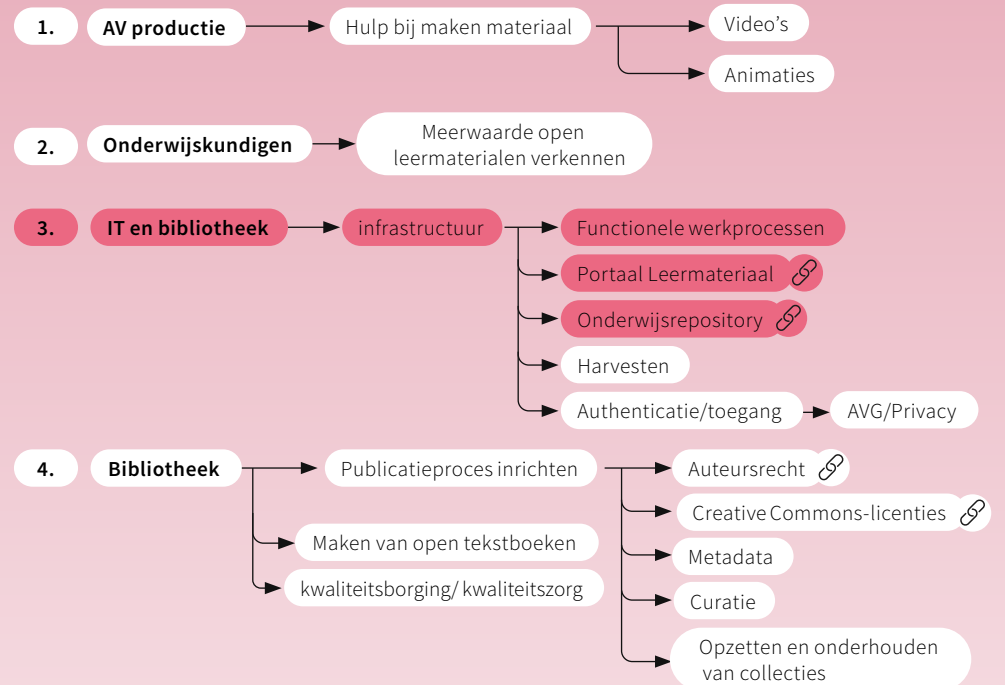 1. AV productie Hulp bij maken materiaal Video’s
Animaties
2. Onderwijskundigen Meerwaarde open
leermaterialen verkennen
3. IT en bibliotheek infrastructuur Functionele werkprocessen
Portaal Leermateriaal
Onderwijsrepository
Harvesten
Authenticatie/toegang AVG/Privacy
4. Bibliotheek Publicatieproces inrichten Auteursrecht
Creative Commons-licenties
Maken van open tekstboeken
Metadata
kwaliteitsborging/ kwaliteitszorg
Curatie
Opzetten en onderhouden
van collecties